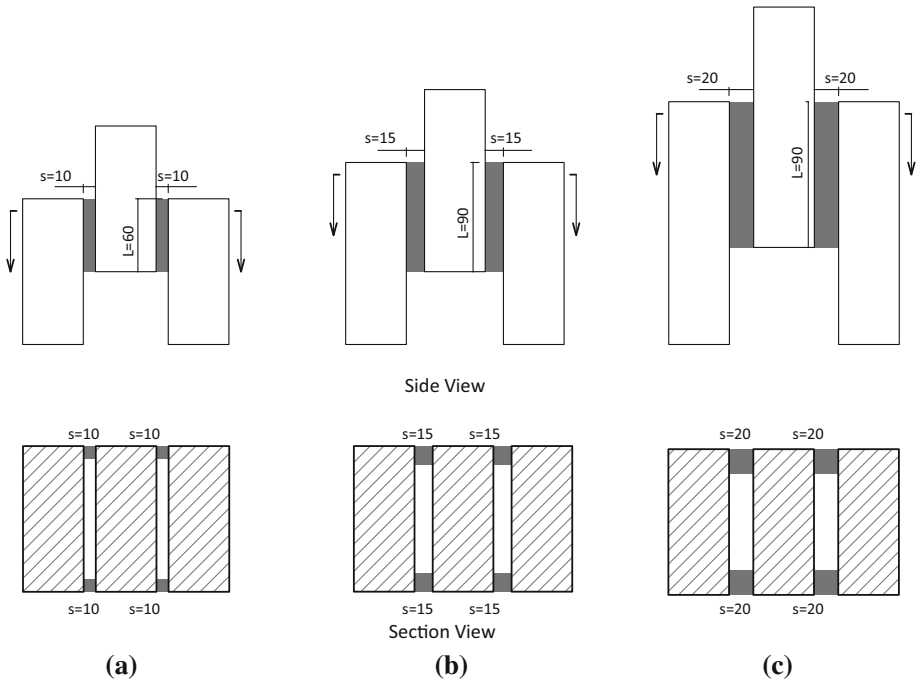 s=10 s=10
L=60
s=15 s=15
L=90
s=20 s=20
L=90
Side View
s=10 s=10
s=15 s=15
s=20 s=20
s=10 s=10
s=15 s=15
s=20 s=20
Section View
(a) (b) (c)